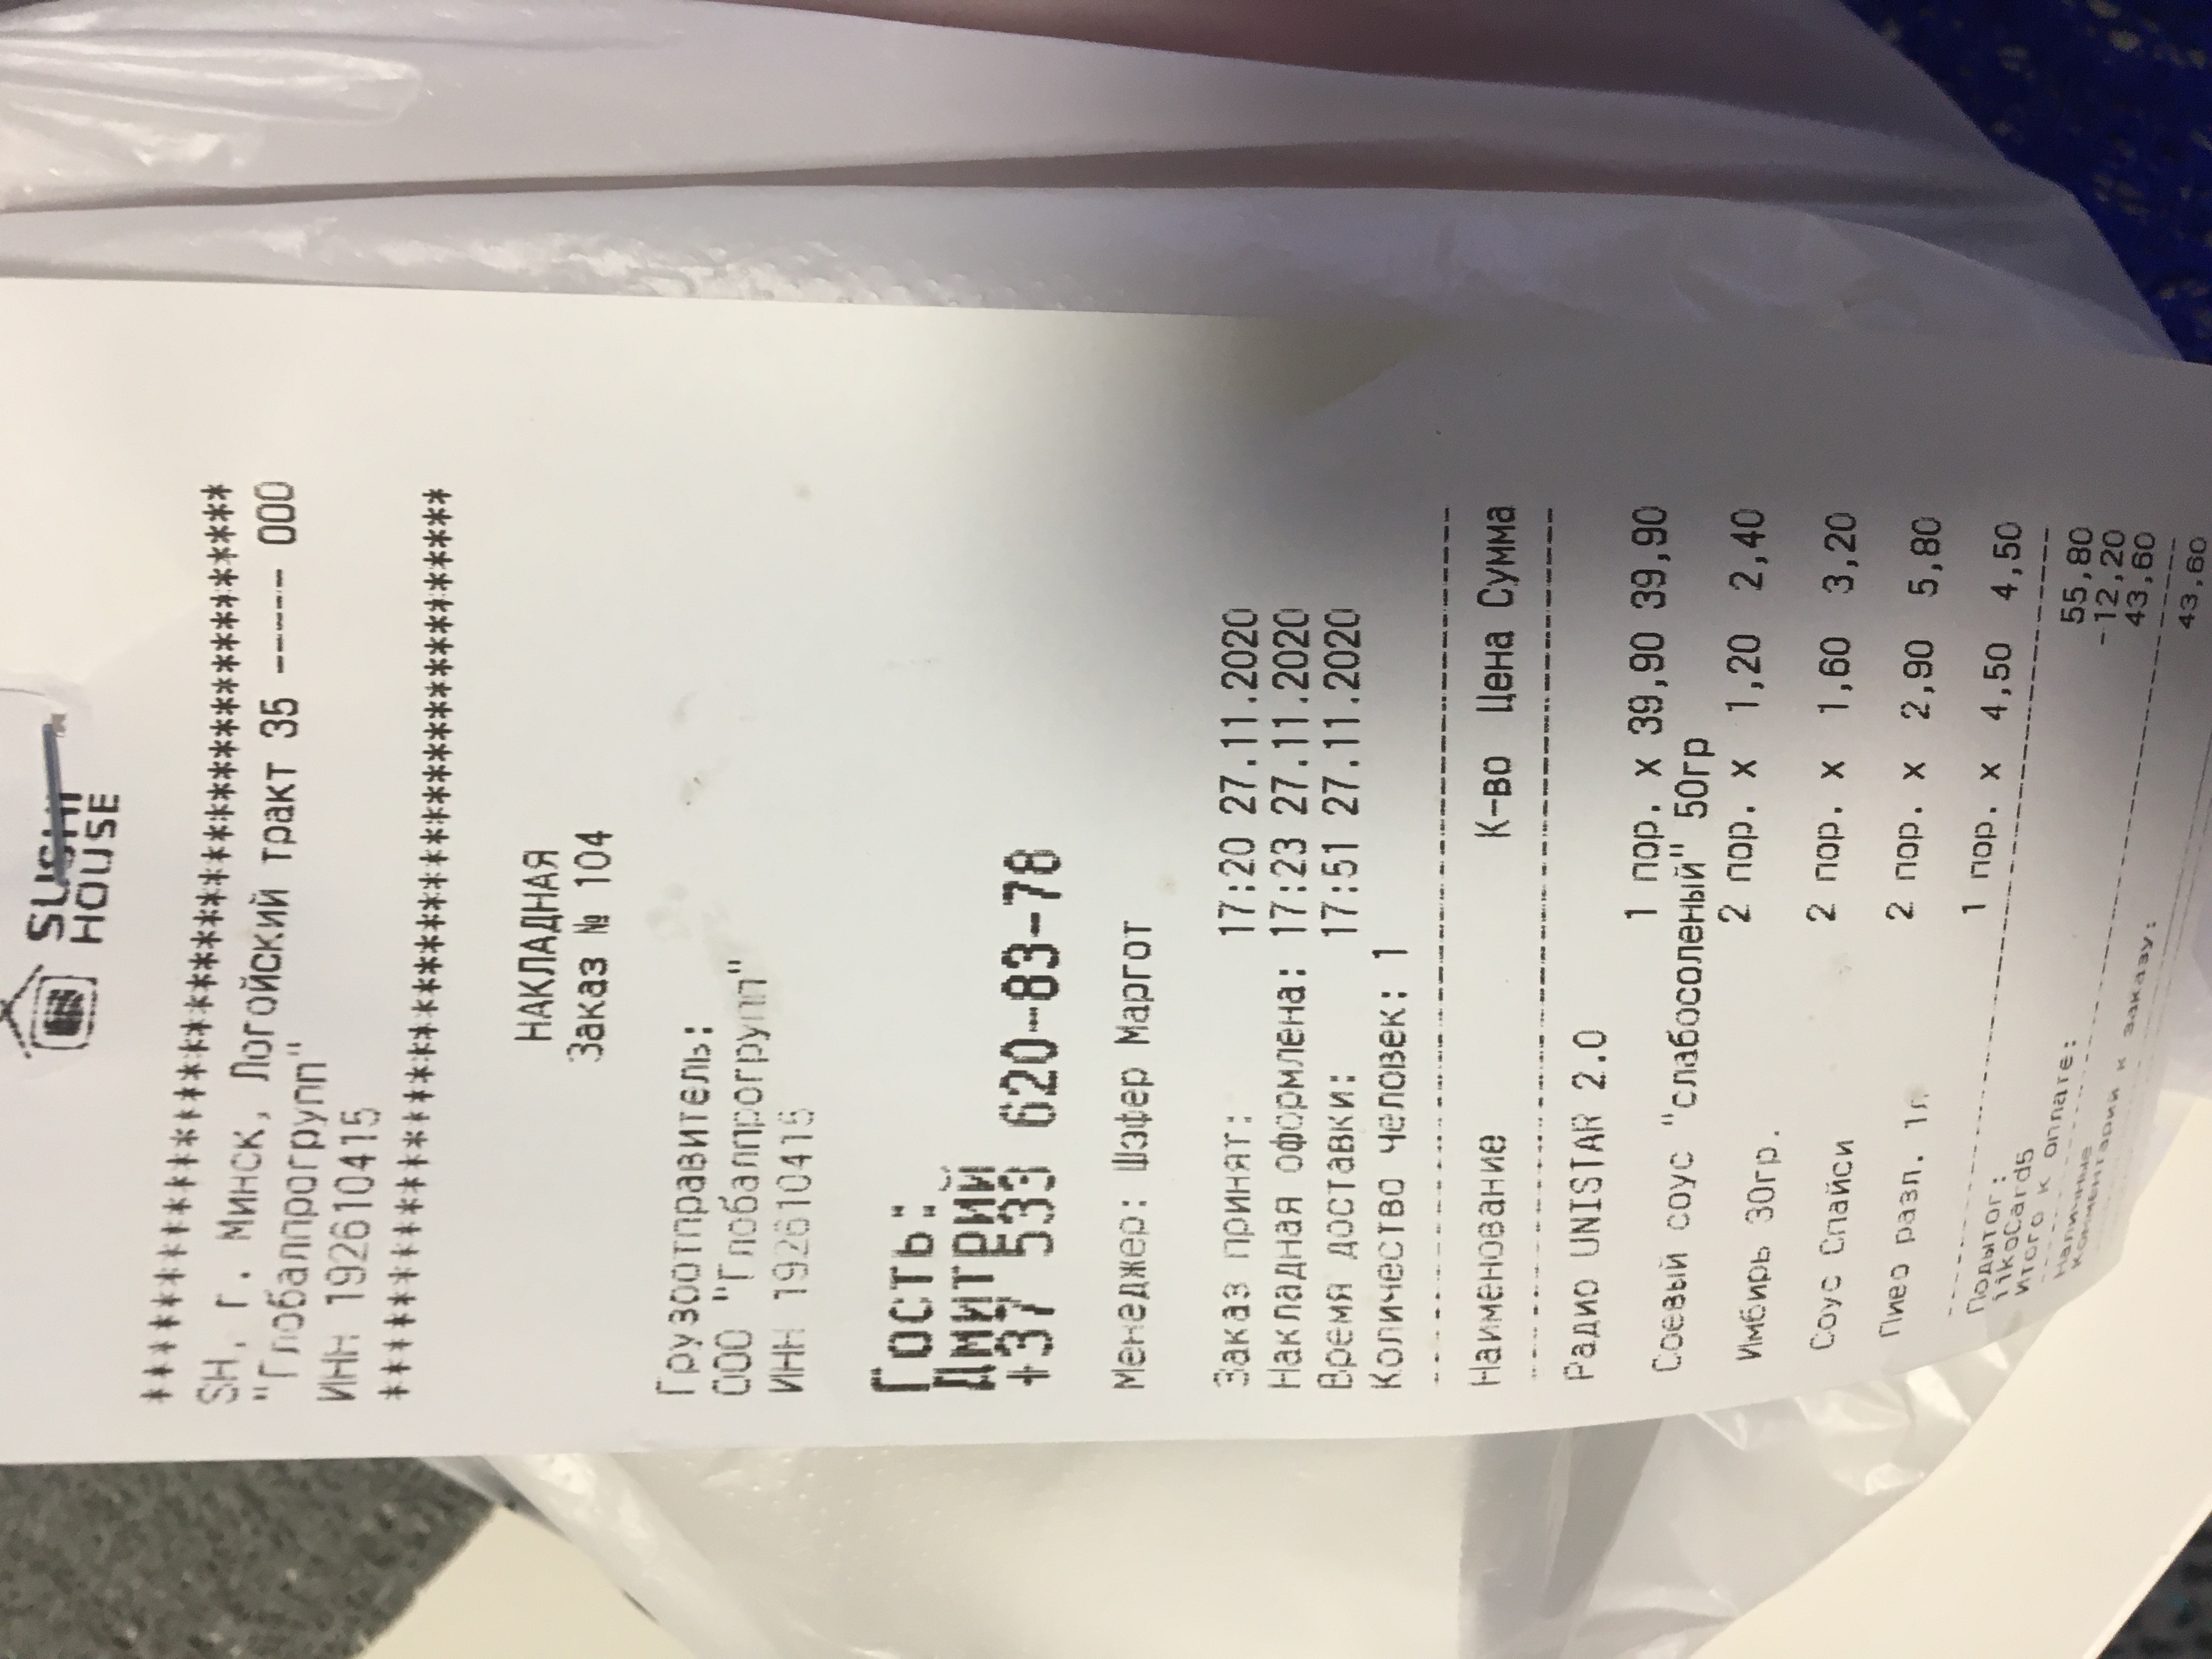 SUSHI
HOUSE
**********************************
SH, г. Минск, Логойский тракт 35 ----- ООО
"Глобалпрогрупп"
ИНН 192610415
**********************************
НАКЛАДНАЯ
Заказ № 104
Грузоотправитель:
ООО "Глобалпрогрупп"
ИНН 192610415
Гость:
Дмитрий
+37 533 620-83-78
Менеджер: Шэфер Маргот
Заказ принят: 17:20 27.11.2020
Накладная оформлена: 17:23 27.11.2020
Время доставки: 17:51 27.11.2020
Количество человек: 1
Наименование К-во Цена Сумма
Радио UNISTAR 2.0
1 пор. x 39,90 39,90
Соевый соус "слабосоленый" 50гр
2 пор. x 1,20 2,40
Имбирь 30гр.
2 пор. x 1,60 3,20
Соус Спайси
2 пор. x 2,90 5,80
Пиво разл. 1л
1 пор. x 4,50 4,50
Подытог: 55,80
iikoCard5 -12,20
Итого к оплате: 43,60
Наличные 43,60
Комментарий к заказу: